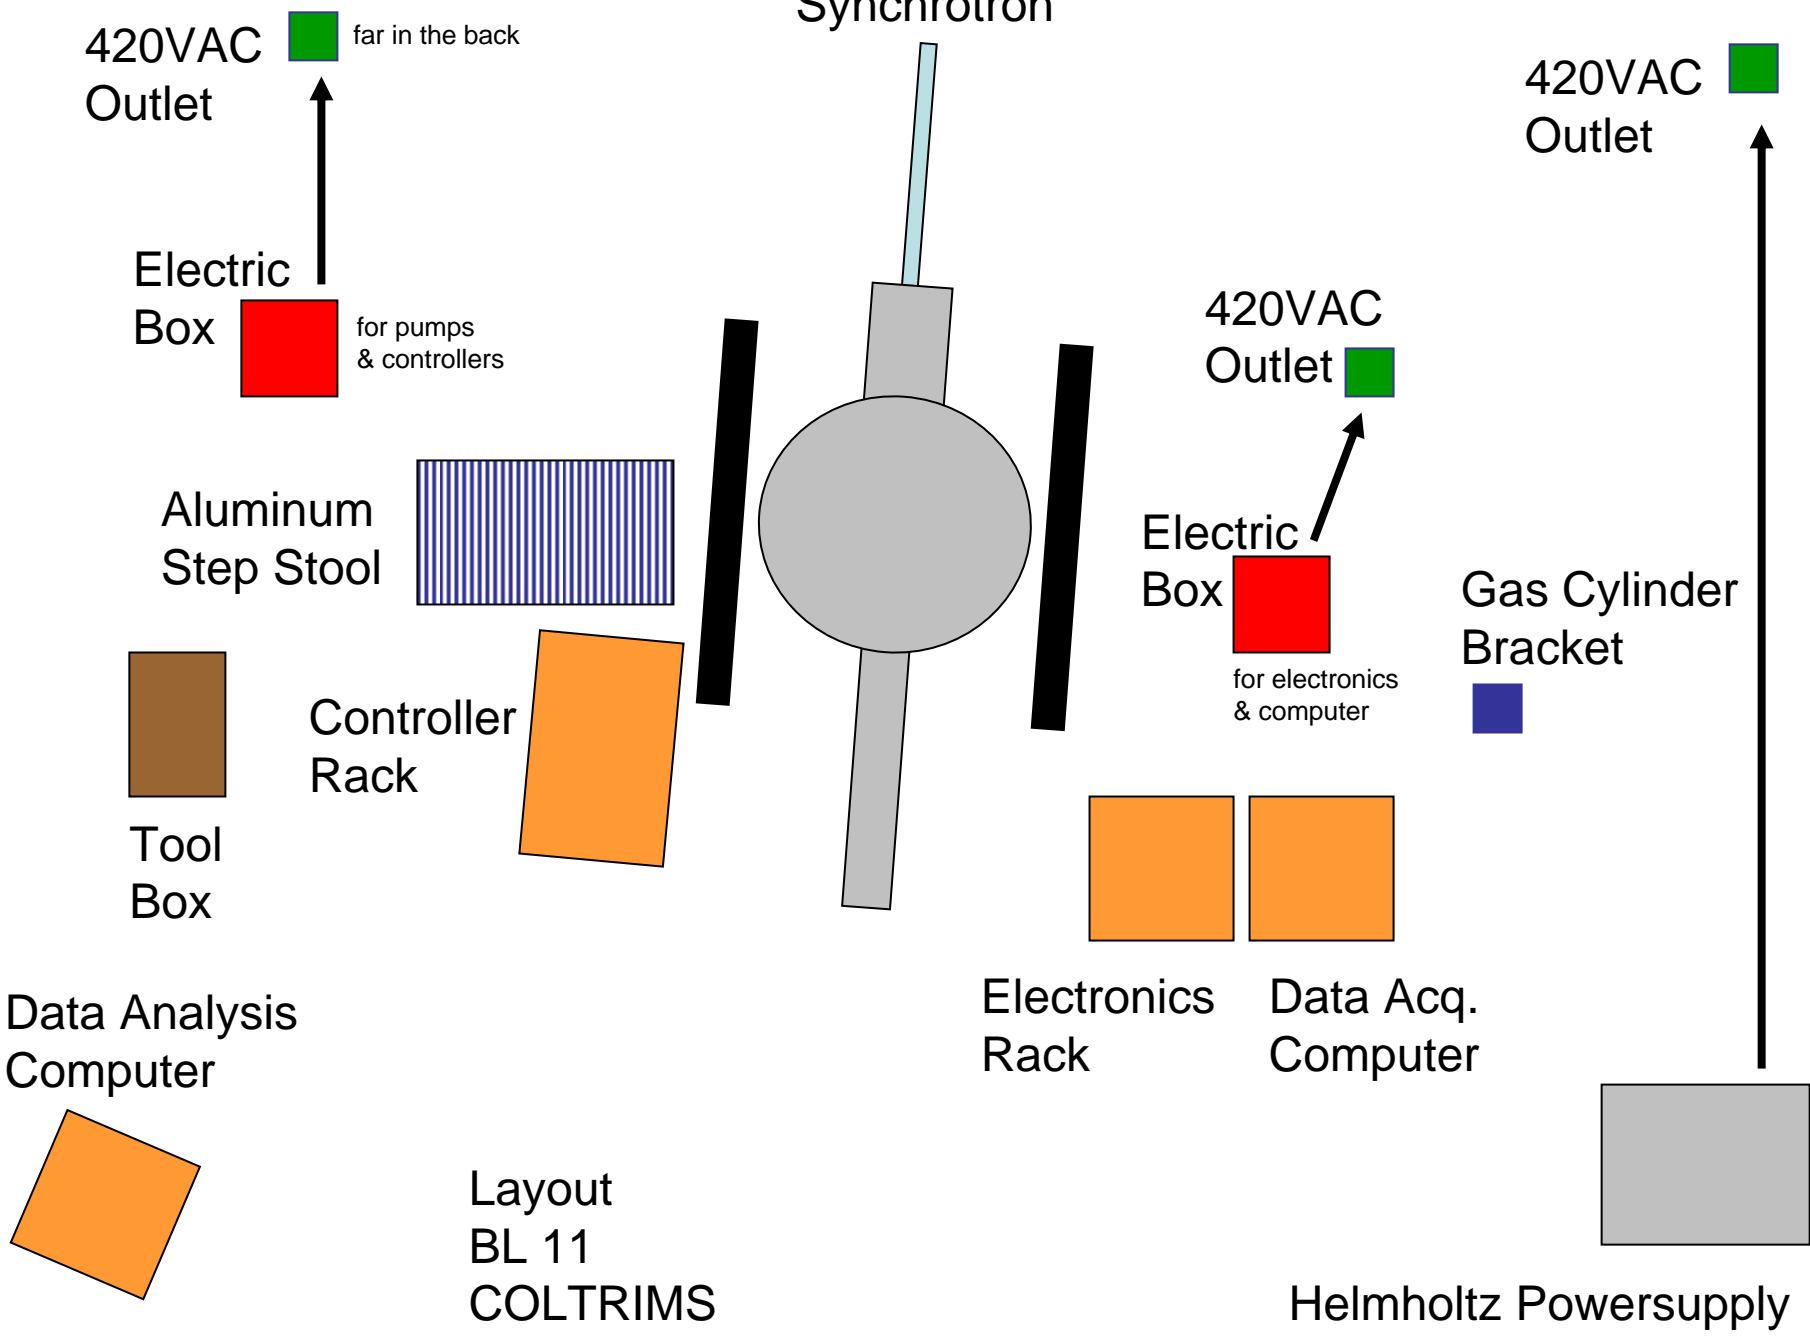 Synchrotron
420VAC
Outlet
far in the back
420VAC
Outlet
Electric
Box
for pumps
& controllers
420VAC
Outlet
Aluminum
Step Stool
Electric
Box
for electronics
& computer
Gas Cylinder
Bracket
Controller
Rack
Tool
Box
Data Analysis
Computer
Electronics
Rack
Data Acq.
Computer
Layout
BL 11
COLTRIMS
Helmholtz Powersupply